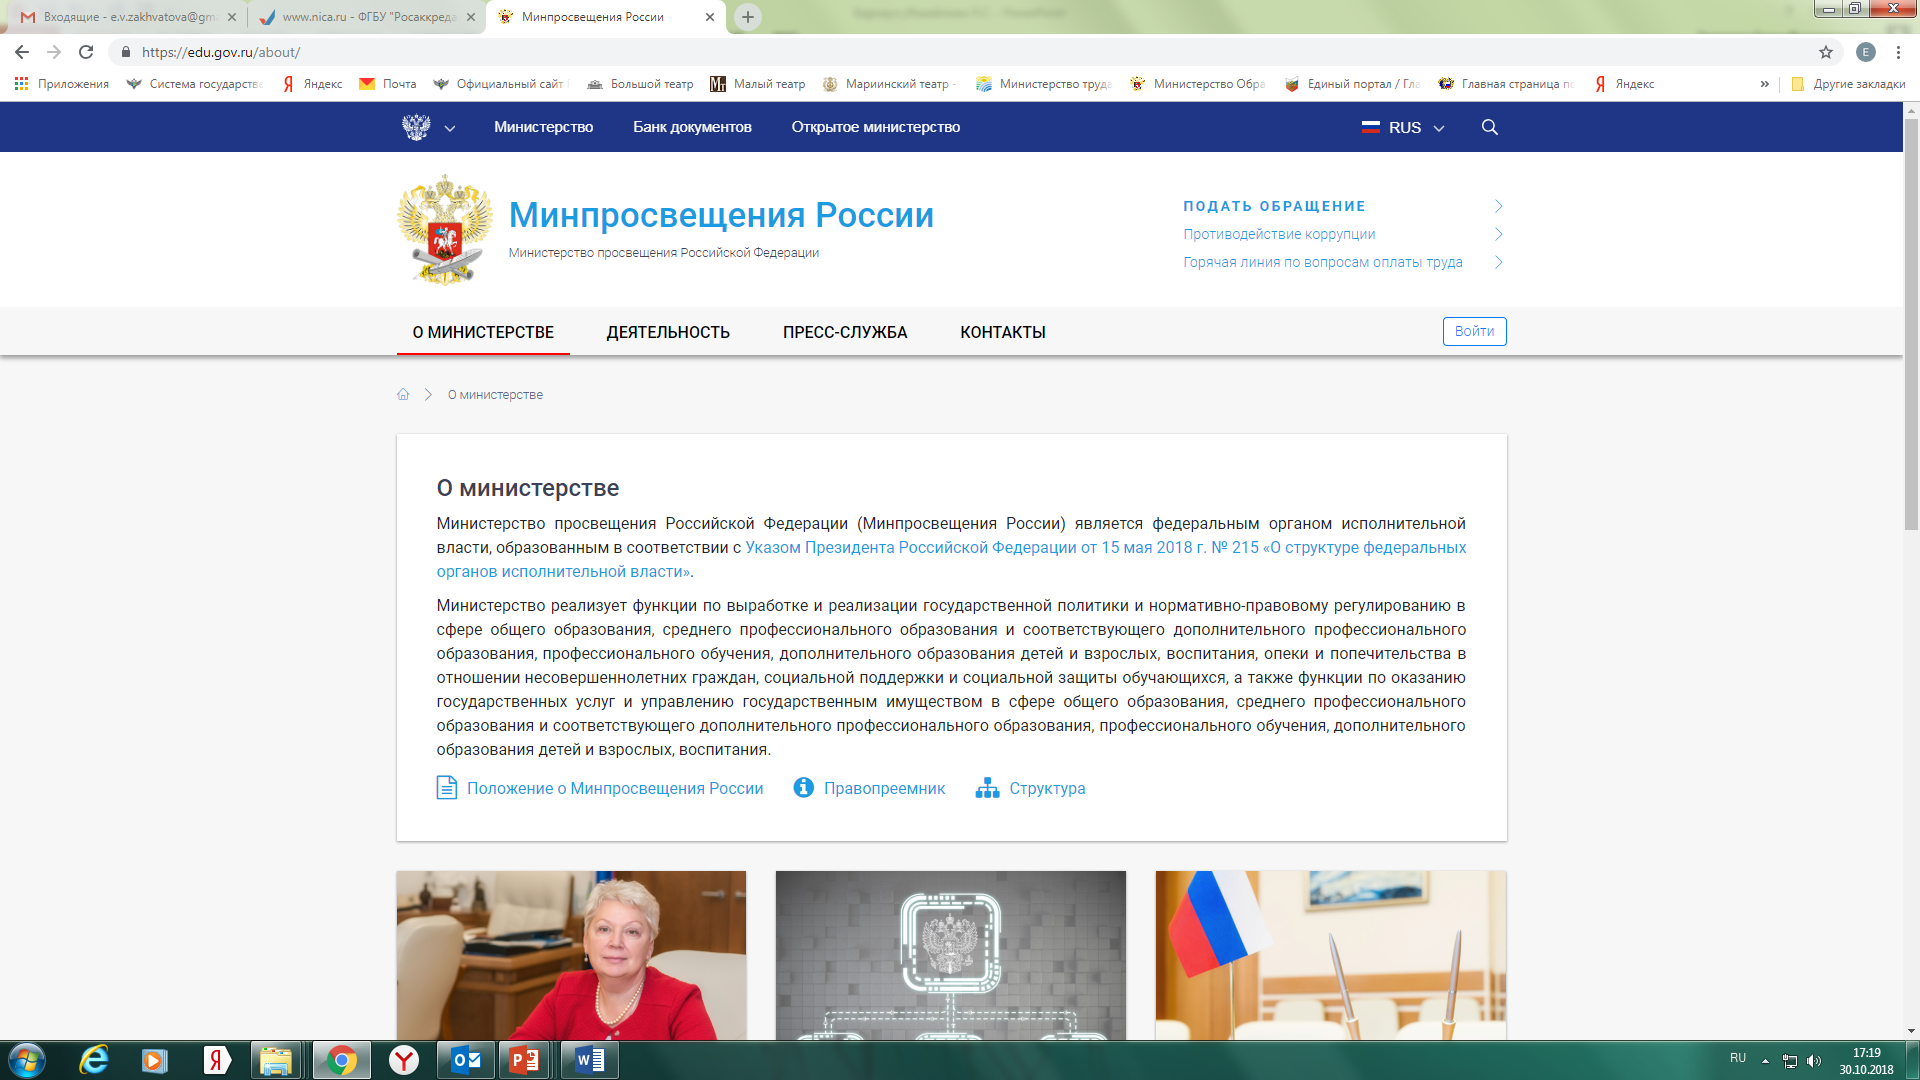 Входящие - e.v.zakhvatova@gm
www.nica.ru - ФГБУ "Росаккреда
Минпросвещения России
https://edu.gov.ru/about/
E
Приложения
Система государстве
Яндекс
Почта
Официальный сайт
Большой театр
Малый театр
Мариинский театр -
Министерство труда
Министерство Обра
Единый портал / Гла
Главная страница по
Яндекс
»
Другие закладки
Министерство
Банк документов
Открытое министерство
RUS
Минпросвещения России
Министерство просвещения Российской Федерации
ПОДАТЬ ОБРАЩЕНИЕ
Противодействие коррупции
Горячая линия по вопросам оплаты труда
О МИНИСТЕРСТВЕ
ДЕЯТЕЛЬНОСТЬ
ПРЕСС-СЛУЖБА
КОНТАКТЫ
Войти
О министерстве
О министерстве
Министерство просвещения Российской Федерации (Минпросвещения России) является федеральным органом исполнительной
власти, образованным в соответствии с Указом Президента Российской Федерации от 15 мая 2018 г. № 215 «О структуре федеральных
органов исполнительной власти».
Министерство реализует функции по выработке и реализации государственной политики и нормативно-правовому регулированию в
сфере общего образования, среднего профессионального образования и соответствующего дополнительного профессионального
образования, профессионального обучения, дополнительного образования детей и взрослых, воспитания, опеки и попечительства в
отношении несовершеннолетних граждан, социальной поддержки и социальной защиты обучающихся, а также функции по оказанию
государственных услуг и управлению государственным имуществом в сфере общего образования, среднего профессионального
образования и соответствующего дополнительного профессионального образования, профессионального обучения, дополнительного
образования детей и взрослых, воспитания.
Положение о Минпросвещения России
Правопреемник
Структура
RU
17:19
30.10.2018